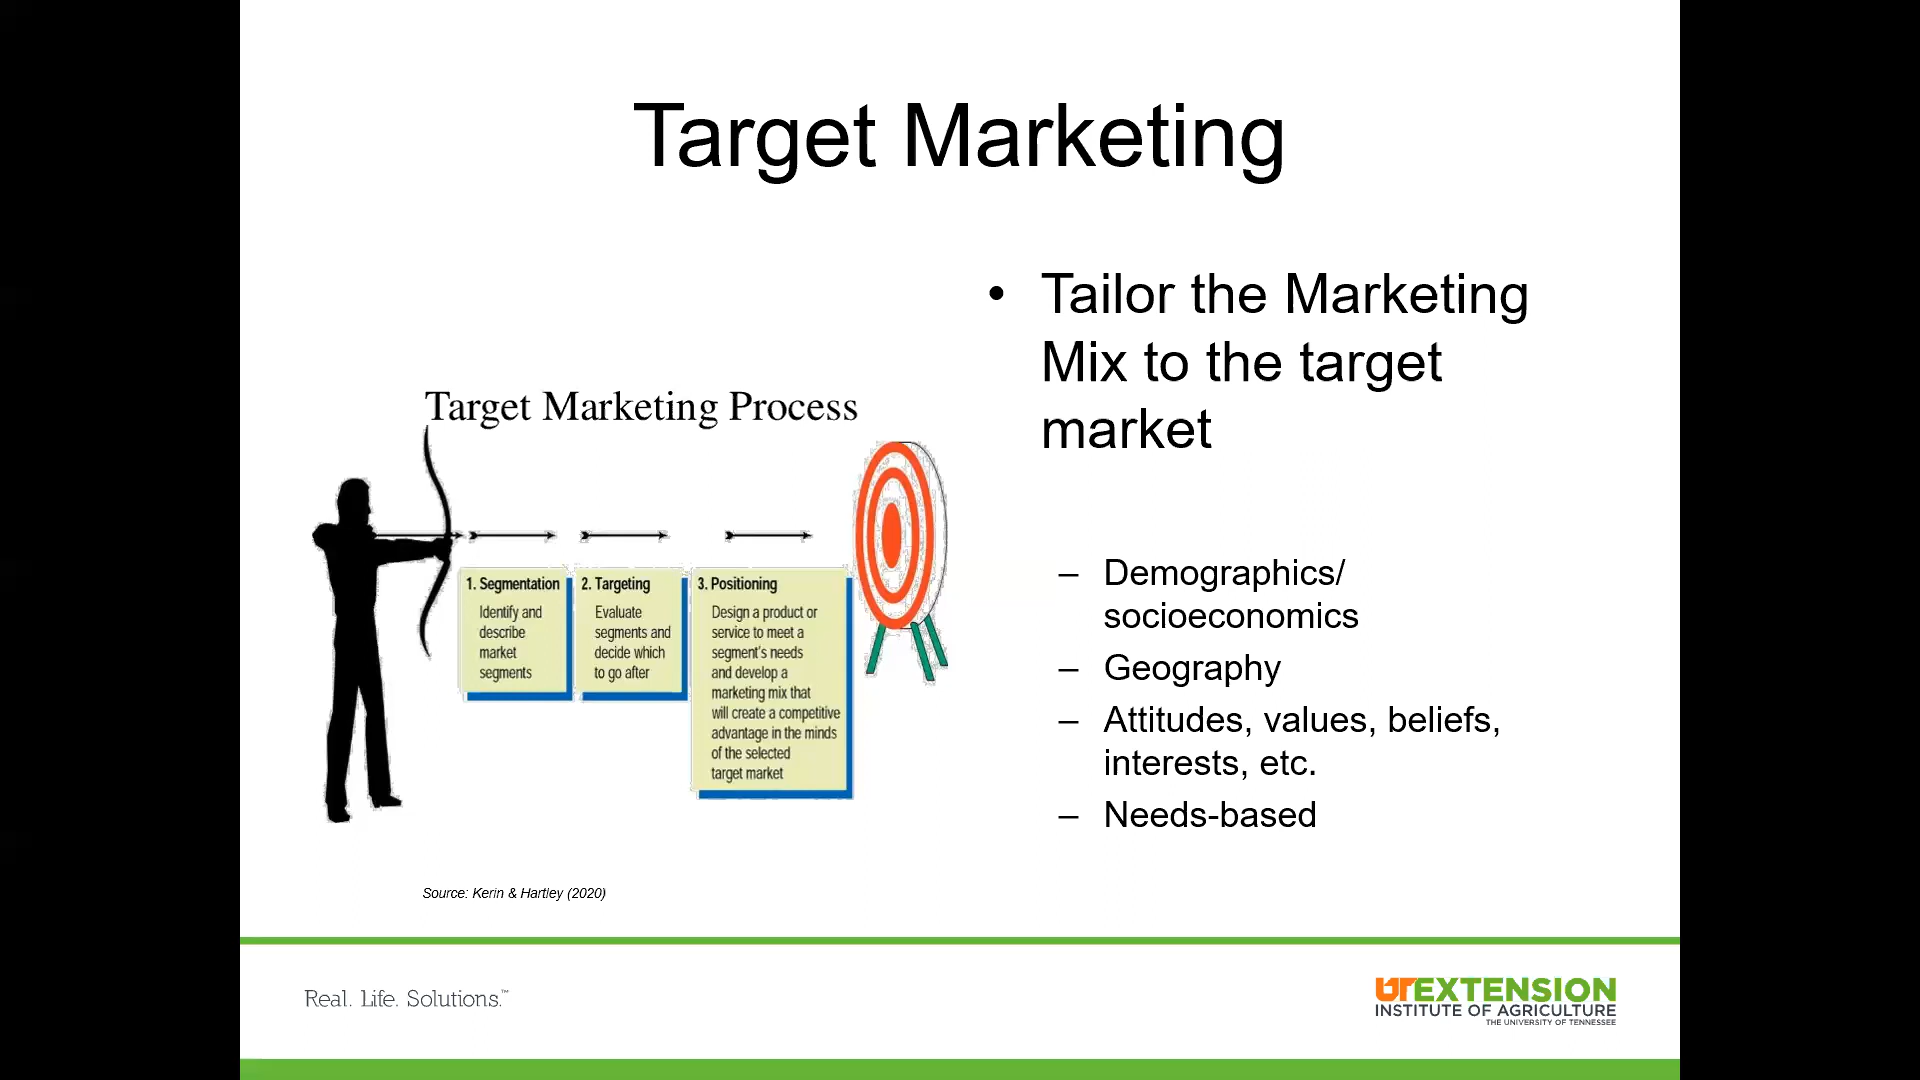 Target Marketing
Target Marketing Process
1. Segmentation
Identify and
describe
market
segments
2. Targeting
Evaluate
segments and
decide which
to go after
3. Positioning
Design a product or
service to meet a
segment's needs
and develop a
marketing mix that
will create a competitive
advantage in the minds
of the selected
target market
Source: Kerin & Hartley (2020)
• Tailor the Marketing
Mix to the target
market
– Demographics/
socioeconomics
– Geography
– Attitudes, values, beliefs,
interests, etc.
– Needs-based
Real. Life. Solutions.™
UT EXTENSION
INSTITUTE OF AGRICULTURE
THE UNIVERSITY OF TENNESSEE